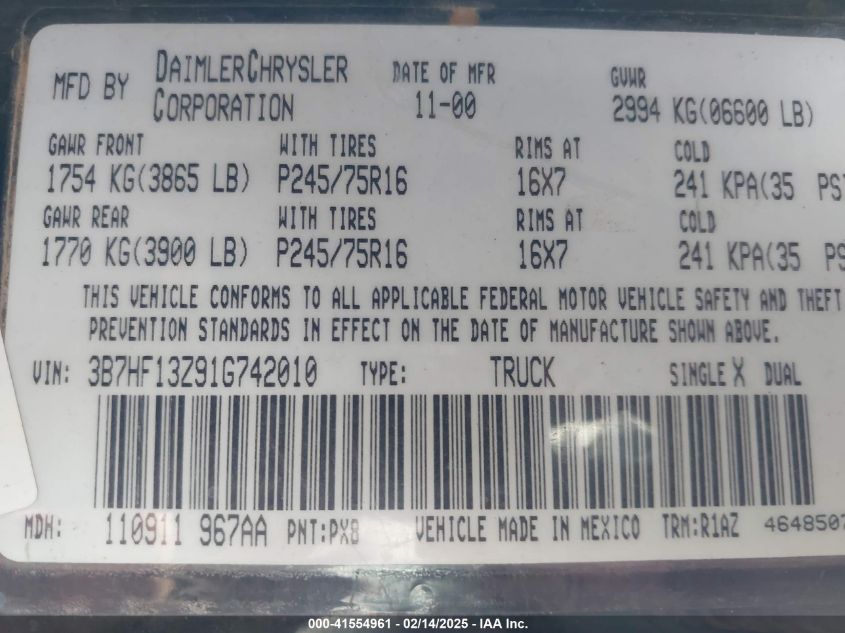 MFD BY DAIMLERCHRYSLER CORPORATION DATE OF MFR 11-00 GVWR 2994 KG(06600 LB)
GAWR FRONT WITH TIRES RIMS AT COLD
1754 KG(3865 LB) P245/75R16 16X7 241 KPA(35 PSI
GAWR REAR WITH TIRES RIMS AT COLD
1770 KG(3900 LB) P245/75R16 16X7 241 KPA(35 PS
THIS VEHICLE CONFORMS TO ALL APPLICABLE FEDERAL MOTOR VEHICLE SAFETY AND THEFT
PREVENTION STANDARDS IN EFFECT ON THE DATE OF MANUFACTURE SHOWN ABOVE.
VIN: 3B7HF13Z91G742010 TYPE: TRUCK SINGLE X DUAL
MDH: 110911 967AA PNT:PX8 VEHICLE MADE IN MEXICO TRM:R1AZ 4648507
000-41554961 - 02/14/2025 - IAA Inc.